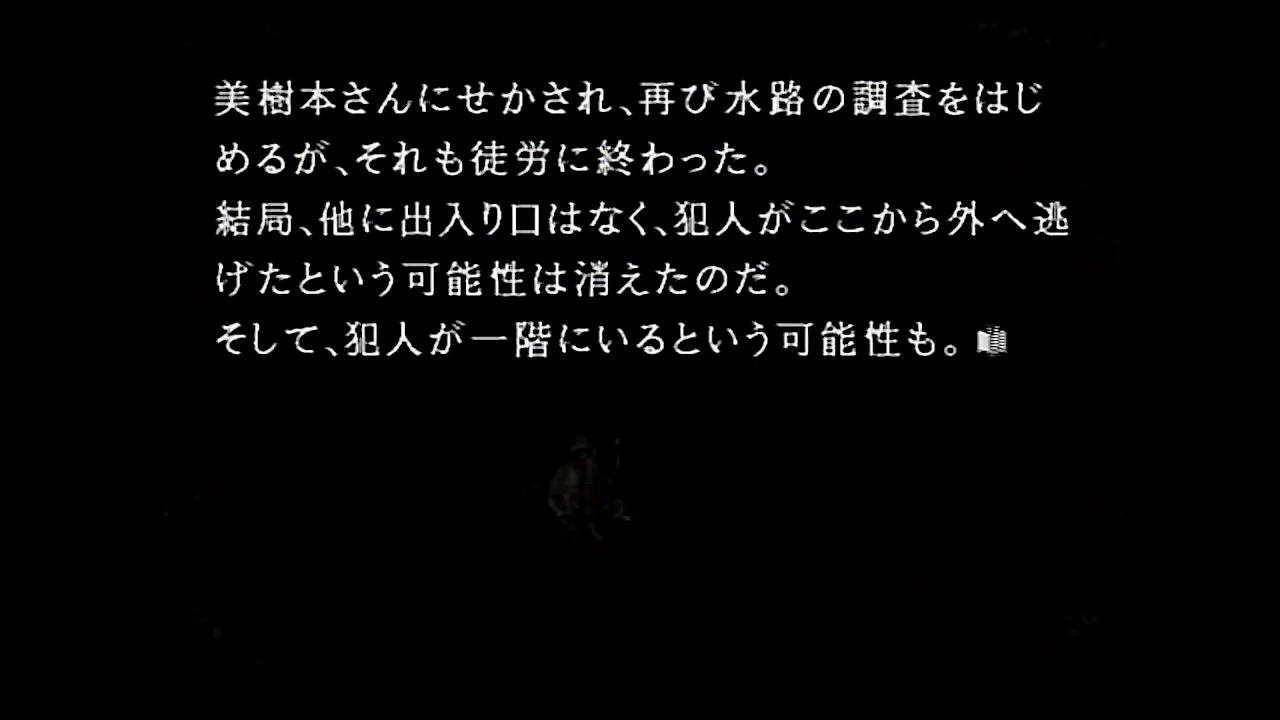 美樹本さんにせかされ、再び水路の調査をはじ
めるが、それも徒労に終わった。
結局、他に出入り口はなく、犯人がここから外へ逃
げたという可能性は消えたのだ。
そして、犯人が一階にいるという可能性も。